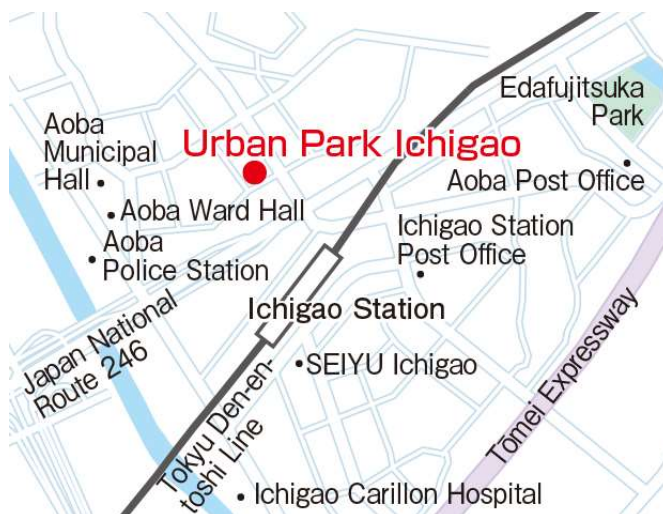 Edafujitsuka
Park
Aoba
Municipal
Hall
Urban Park Ichigao
Aoba Post Office
Aoba Ward Hall
Ichigao Station
Post Office
Aoba
Police Station
Ichigao Station
Japan National
Route 246
SEIYU Ichigao
Tōmei Expressway
Tokyu Den-en-
toshi Line
Ichigao Carillon Hospital